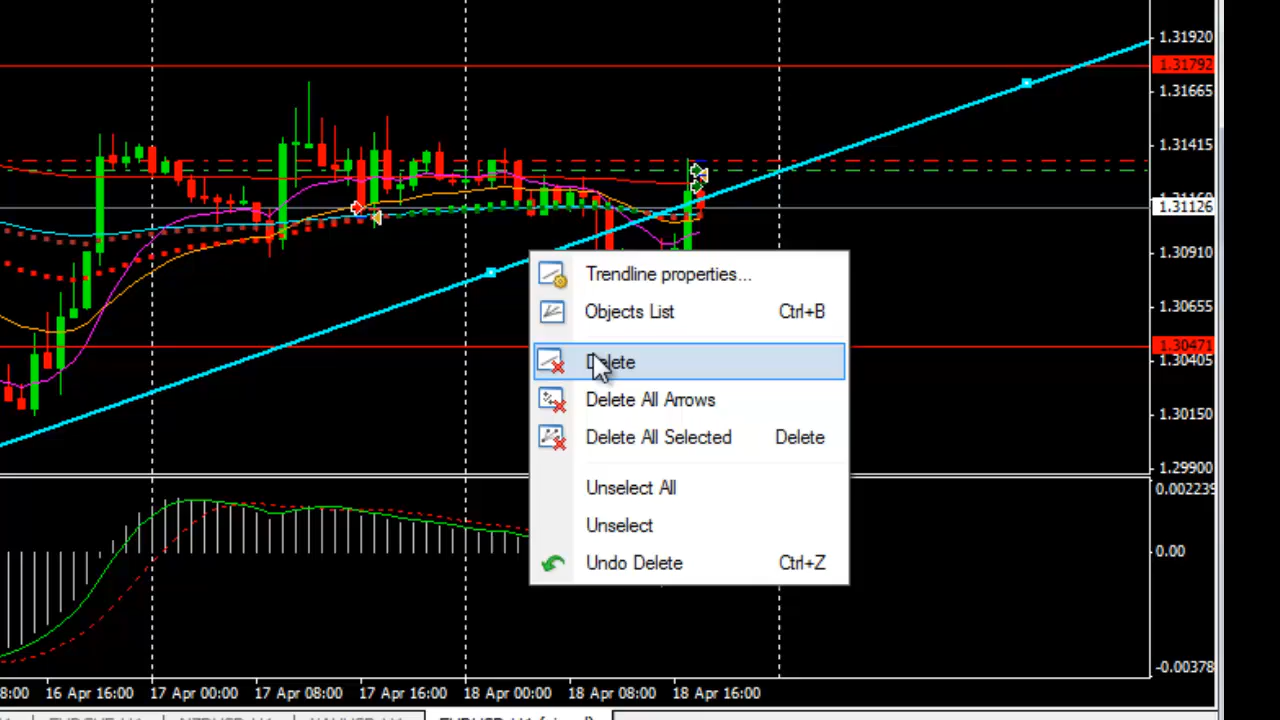 1.31920
1.31792
1.31665
1.31415
1.31126
1.30910
1.30655
1.30471
1.30405
1.30150
1.29900
Trendline properties...
Objects List Ctrl+B
Delete
Delete All Arrows
Delete All Selected Delete
Unselect All
Unselect
Undo Delete Ctrl+Z
0.002239
0.00
-0.00378
8:00 16 Apr 16:00 17 Apr 00:00 17 Apr 08:00 17 Apr 16:00 18 Apr 00:00 18 Apr 08:00 18 Apr 16:00